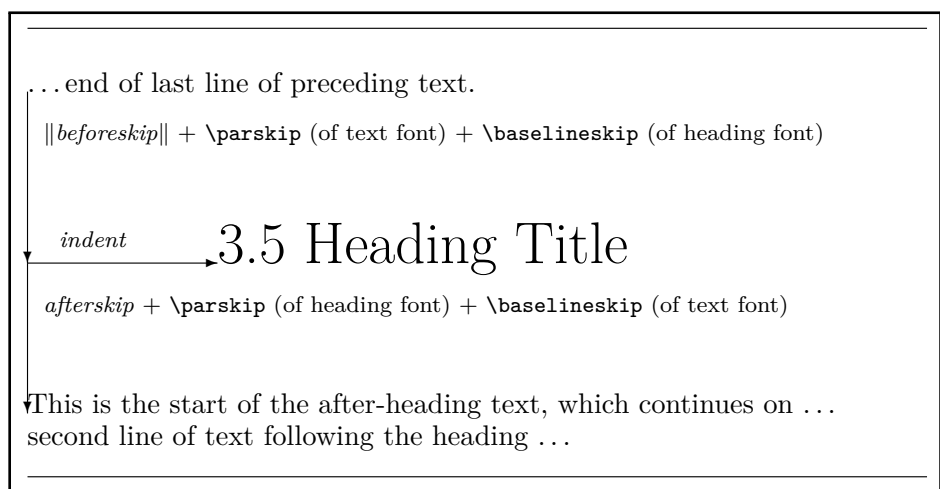 ...end of last line of preceding text.
‖beforeskip‖ + \parskip (of text font) + \baselineskip (of heading font)
indent
3.5 Heading Title
afterskip + \parskip (of heading font) + \baselineskip (of text font)
This is the start of the after-heading text, which continues on ...
second line of text following the heading ...